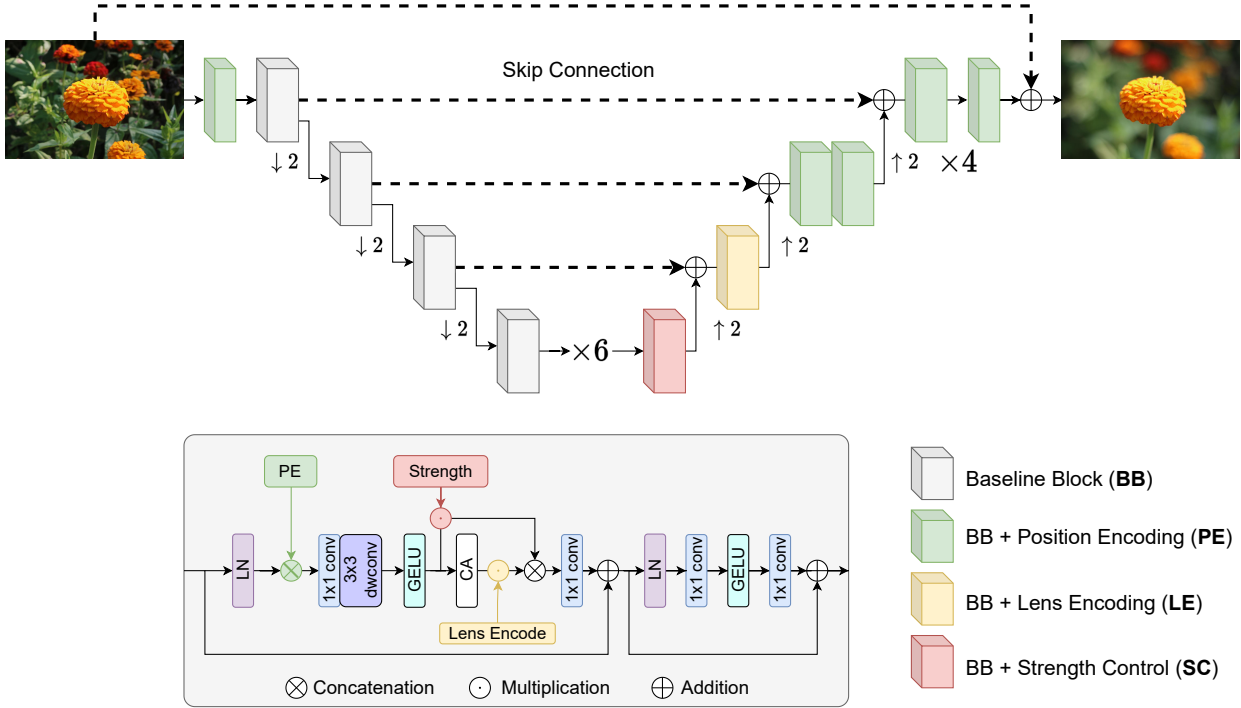 Skip Connection
↓ 2
↑ 2
×4
↓ 2
↑ 2
↓ 2
↑ 2
×6
PE
Strength
LN
1x1 conv
3x3 dwconv
GELU
CA
1x1 conv
LN
1x1 conv
GELU
1x1 conv
Lens Encode
Concatenation
Multiplication
Addition
Baseline Block (BB)
BB + Position Encoding (PE)
BB + Lens Encoding (LE)
BB + Strength Control (SC)